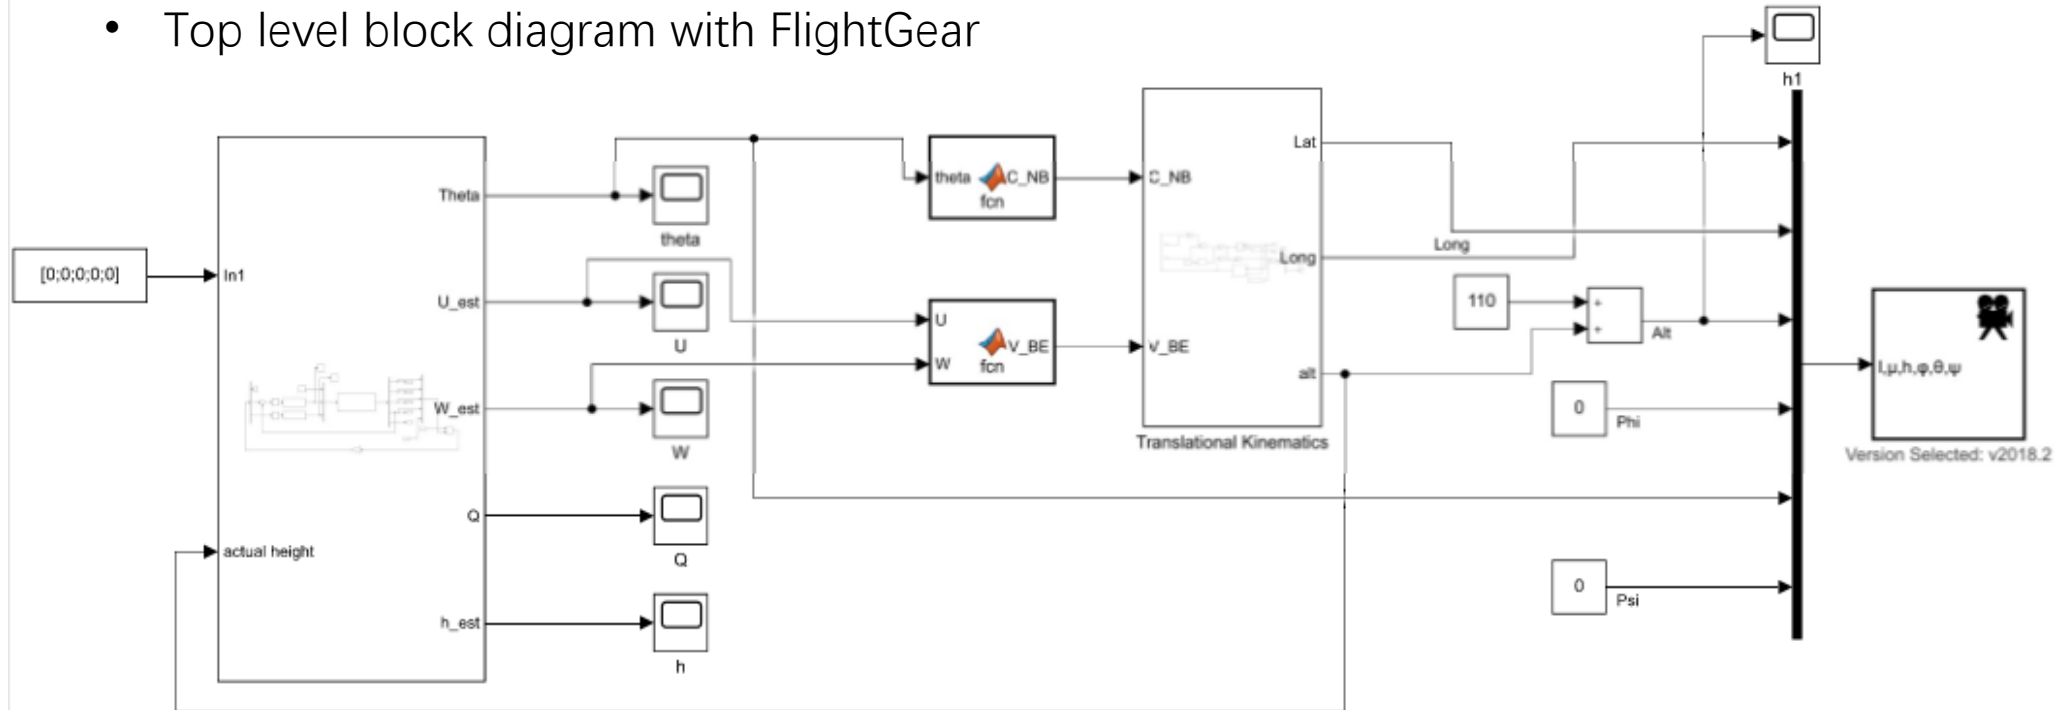 • Top level block diagram with FlightGear
h1
Lat
Theta
theta
C_NB
fcn
C_NB
theta
Long
Long
[0;0;0;0;0]
In1
U_est
U
110
+
+
Alt
U
V_BE
W
fcn
V_BE
alt
l,μ,h,φ,θ,ψ
W_est
0
Phi
W
Translational Kinematics
Version Selected: v2018.2
Q
actual height
Q
0
Psi
h_est
h